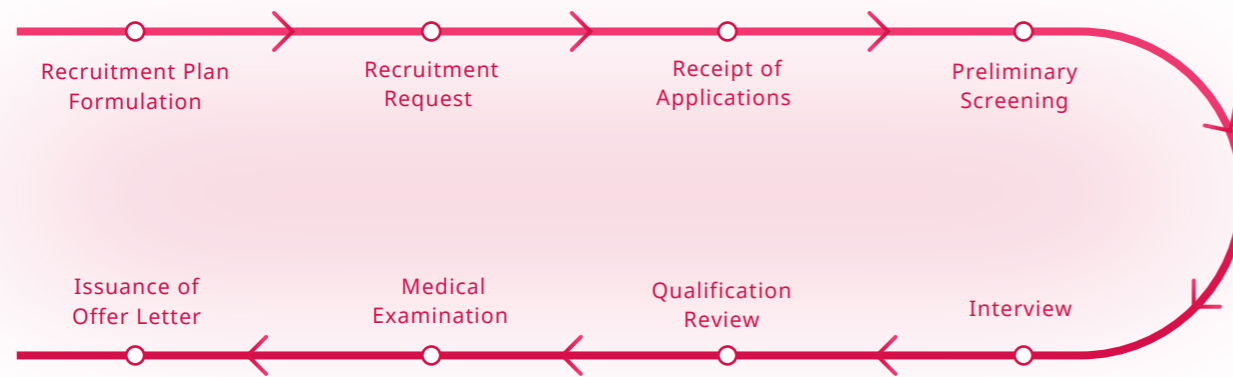 Recruitment Plan
Formulation
Recruitment
Request
Receipt of
Applications
Preliminary
Screening
Interview
Qualification
Review
Medical
Examination
Issuance of
Offer Letter